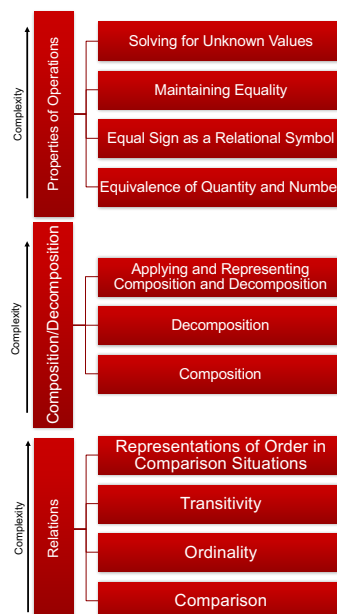 Complexity
Properties of Operations
Solving for Unknown Values
Maintaining Equality
Equal Sign as a Relational Symbol
Equivalence of Quantity and Numbe
Complexity
Composition/Decomposition
Applying and Representing
Composition and Decomposition
Decomposition
Composition
Complexity
Relations
Representations of Order in
Comparison Situations
Transitivity
Ordinality
Comparison